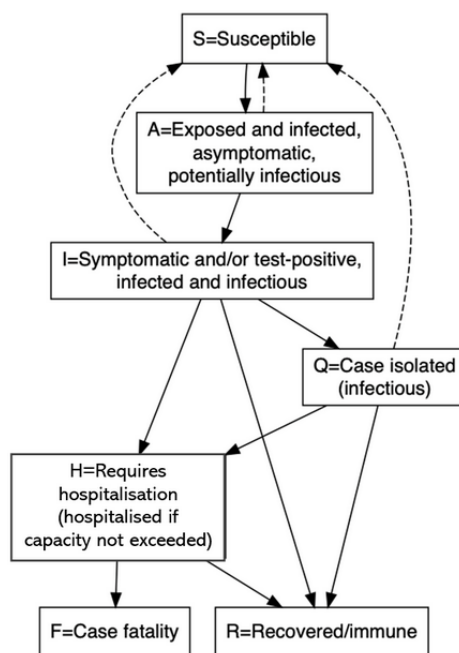 S=Susceptible
A=Exposed and infected,
asymptomatic,
potentially infectious
I=Symptomatic and/or test-positive,
infected and infectious
Q=Case isolated
(infectious)
H=Requires
hospitalisation
(hospitalised if
capacity not exceeded)
F=Case fatality
R=Recovered/immune